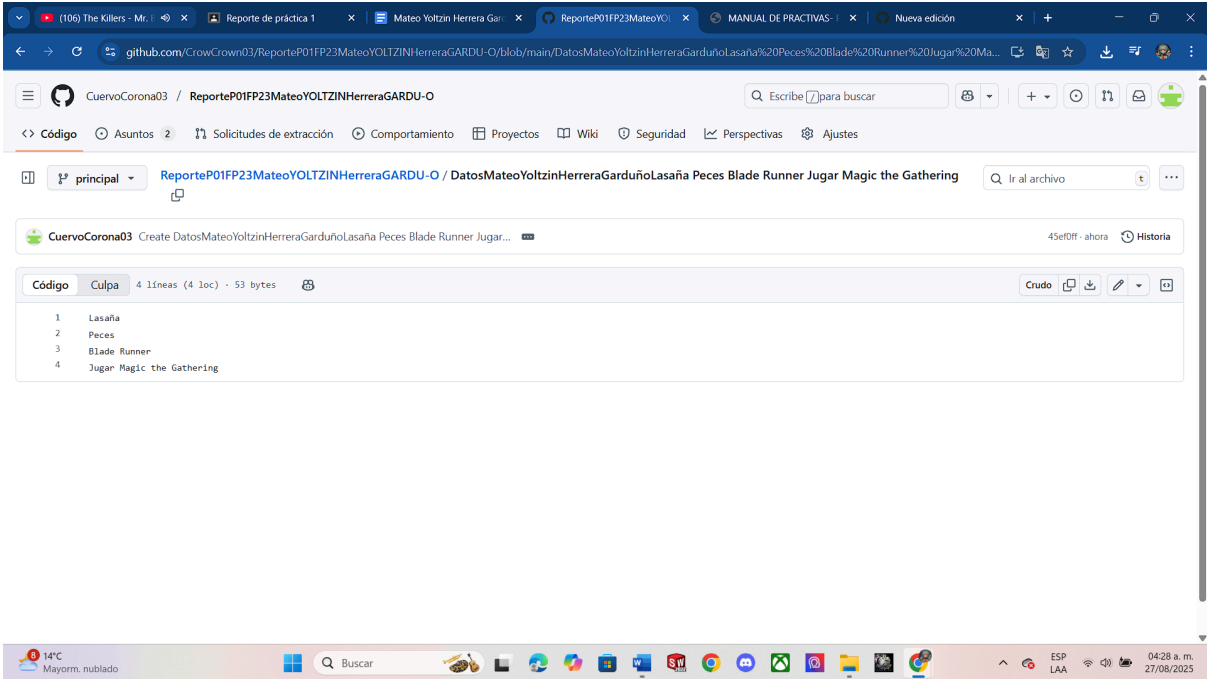 (106) The Killers - Mr. B
Reporte de práctica 1
Mateo Yoltzin Herrera Gard
ReporteP01FP23MateoYOL
MANUAL DE PRACTIVAS- F
Nueva edición
github.com/CrowCrown03/ReporteP01FP23MateoYOLTZINHerreraGARDU-O/blob/main/DatosMateoYoltzinHerreraGarduñoLasaña%20Peces%20Blade%20Runner%20Jugar%20Ma...
CuervoCorona03 / ReporteP01FP23MateoYOLTZINHerreraGARDU-O
Escribe / para buscar
Código
Asuntos 2
Solicitudes de extracción
Comportamiento
Proyectos
Wiki
Seguridad
Perspectivas
Ajustes
principal
ReporteP01FP23MateoYOLTZINHerreraGARDU-O / DatosMateoYoltzinHerreraGarduñoLasaña Peces Blade Runner Jugar Magic the Gathering
Ir al archivo t
CuervoCorona03 Create DatosMateoYoltzinHerreraGarduñoLasaña Peces Blade Runner Jugar...
45ef0ff · ahora
Historia
Código
Culpa
4 líneas (4 loc) · 53 bytes
Crudo
1 Lasaña
2 Peces
3 Blade Runner
4 Jugar Magic the Gathering
8
14°C
Mayorm. nublado
Buscar
SW
ESP
LAA
04:28 a. m.
27/08/2025